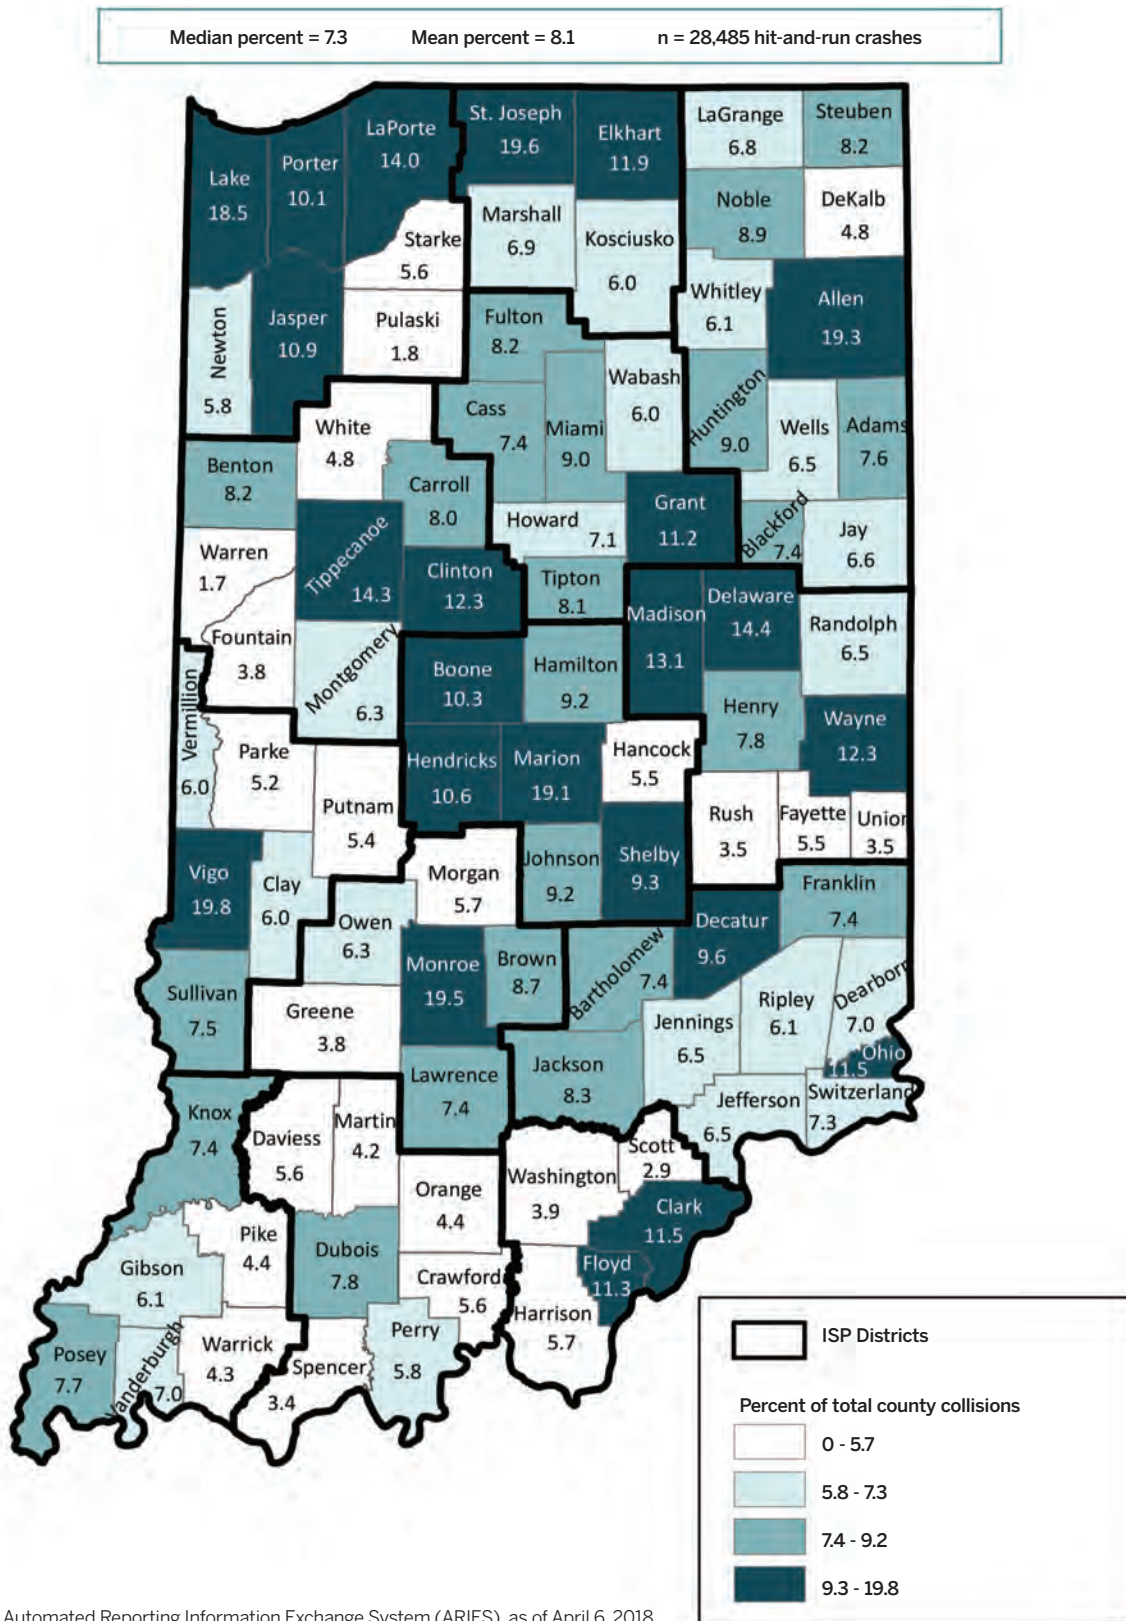 Median percent = 7.3 Mean percent = 8.1 n = 28,485 hit-and-run crashes
LaPorte
14.0
St. Joseph
19.6
Elkhart
11.9
LaGrange
6.8
Steuben
8.2
Lake
18.5
Porter
10.1
Noble
8.9
DeKalb
4.8
Starke
5.6
Marshall
6.9
Kosciusko
6.0
Whitley
6.1
Allen
19.3
Newton
5.8
Jasper
10.9
Pulaski
1.8
Fulton
8.2
Wabash
6.0
Huntington
9.0
Wells
6.5
Adams
7.6
White
4.8
Cass
7.4
Miami
9.0
Benton
8.2
Carroll
8.0
Howard
7.1
Grant
11.2
Blackford
7.4
Jay
6.6
Warren
1.7
Tippecanoe
14.3
Clinton
12.3
Tipton
8.1
Madison
13.1
Delaware
14.4
Randolph
6.5
Fountain
3.8
Montgomery
6.3
Boone
10.3
Hamilton
9.2
Henry
7.8
Wayne
12.3
Vermillion
6.0
Parke
5.2
Putnam
5.4
Hendricks
10.6
Marion
19.1
Hancock
5.5
Rush
3.5
Fayette
5.5
Union
3.5
Vigo
19.8
Clay
6.0
Morgan
5.7
Johnson
9.2
Shelby
9.3
Franklin
7.4
Owen
6.3
Monroe
19.5
Brown
8.7
Bartholomew
7.4
Decatur
9.6
Sullivan
7.5
Greene
3.8
Jennings
6.5
Ripley
6.1
Dearborn
7.0
Ohio
11.5
Lawrence
7.4
Jackson
8.3
Jefferson
6.5
Switzerland
7.3
Knox
7.4
Daviess
5.6
Martin
4.2
Scott
2.9
Orange
4.4
Washington
3.9
Clark
11.5
Pike
4.4
Gibson
6.1
Dubois
7.8
Crawford
5.6
Floyd
11.3
Harrison
5.7
Posey
7.7
Vanderburgh
7.0
Warrick
4.3
Spencer
3.4
Perry
5.8
ISP Districts
Percent of total county collisions
0 - 5.7
5.8 - 7.3
7.4 - 9.2
9.3 - 19.8
Automated Reporting Information Exchange System (ARIES), as of April 6, 2018